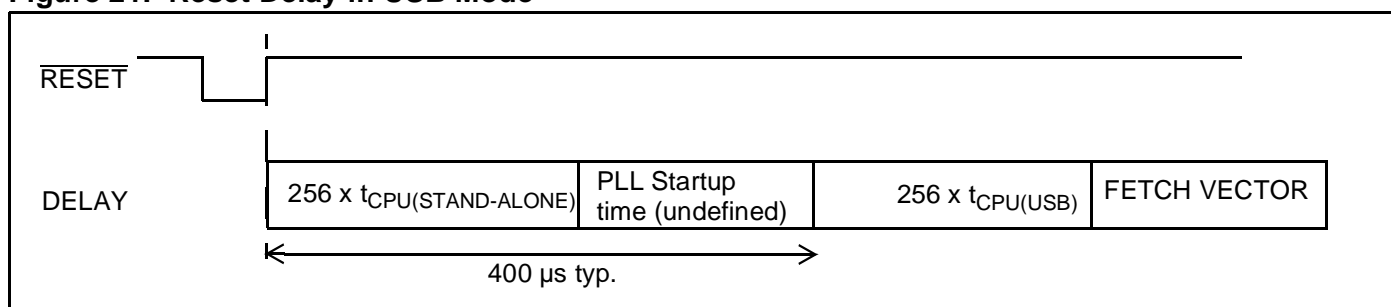 Figure 21. Reset Delay in USB Mode
RESET
DELAY
256 x tCPU(STAND-ALONE)
PLL Startup
time (undefined)
256 x tCPU(USB)
FETCH VECTOR
400 µs typ.